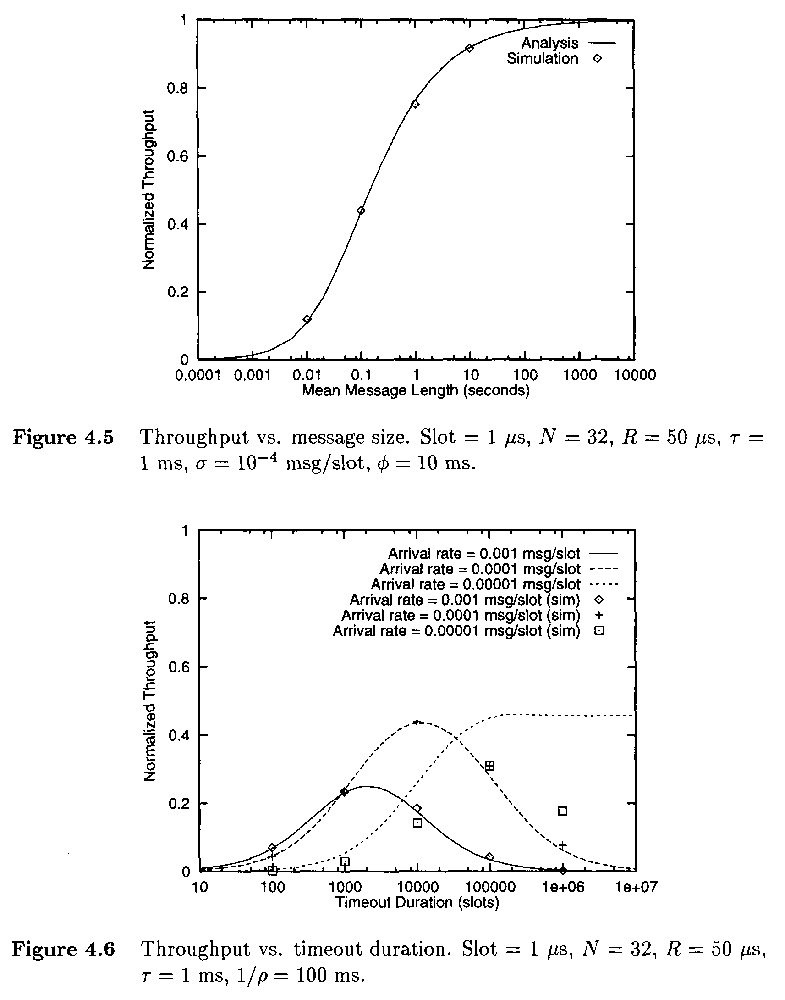 1
0.8
0.6
0.4
0.2
0
Normalized Throughput
Analysis
Simulation
0.0001 0.001 0.01 0.1 1 10 100 1000 10000
Mean Message Length (seconds)
Figure 4.5 Throughput vs. message size. Slot = 1 μs, N = 32, R = 50 μs, τ =
1 ms, σ = 10⁻⁴ msg/slot, ϕ = 10 ms.
1
0.8
0.6
0.4
0.2
0
Normalized Throughput
Arrival rate = 0.001 msg/slot
Arrival rate = 0.0001 msg/slot
Arrival rate = 0.00001 msg/slot
Arrival rate = 0.001 msg/slot (sim)
Arrival rate = 0.0001 msg/slot (sim)
Arrival rate = 0.00001 msg/slot (sim)
10 100 1000 10000 100000 1e+06 1e+07
Timeout Duration (slots)
Figure 4.6 Throughput vs. timeout duration. Slot = 1 μs, N = 32, R = 50 μs,
τ = 1 ms, 1/ρ = 100 ms.